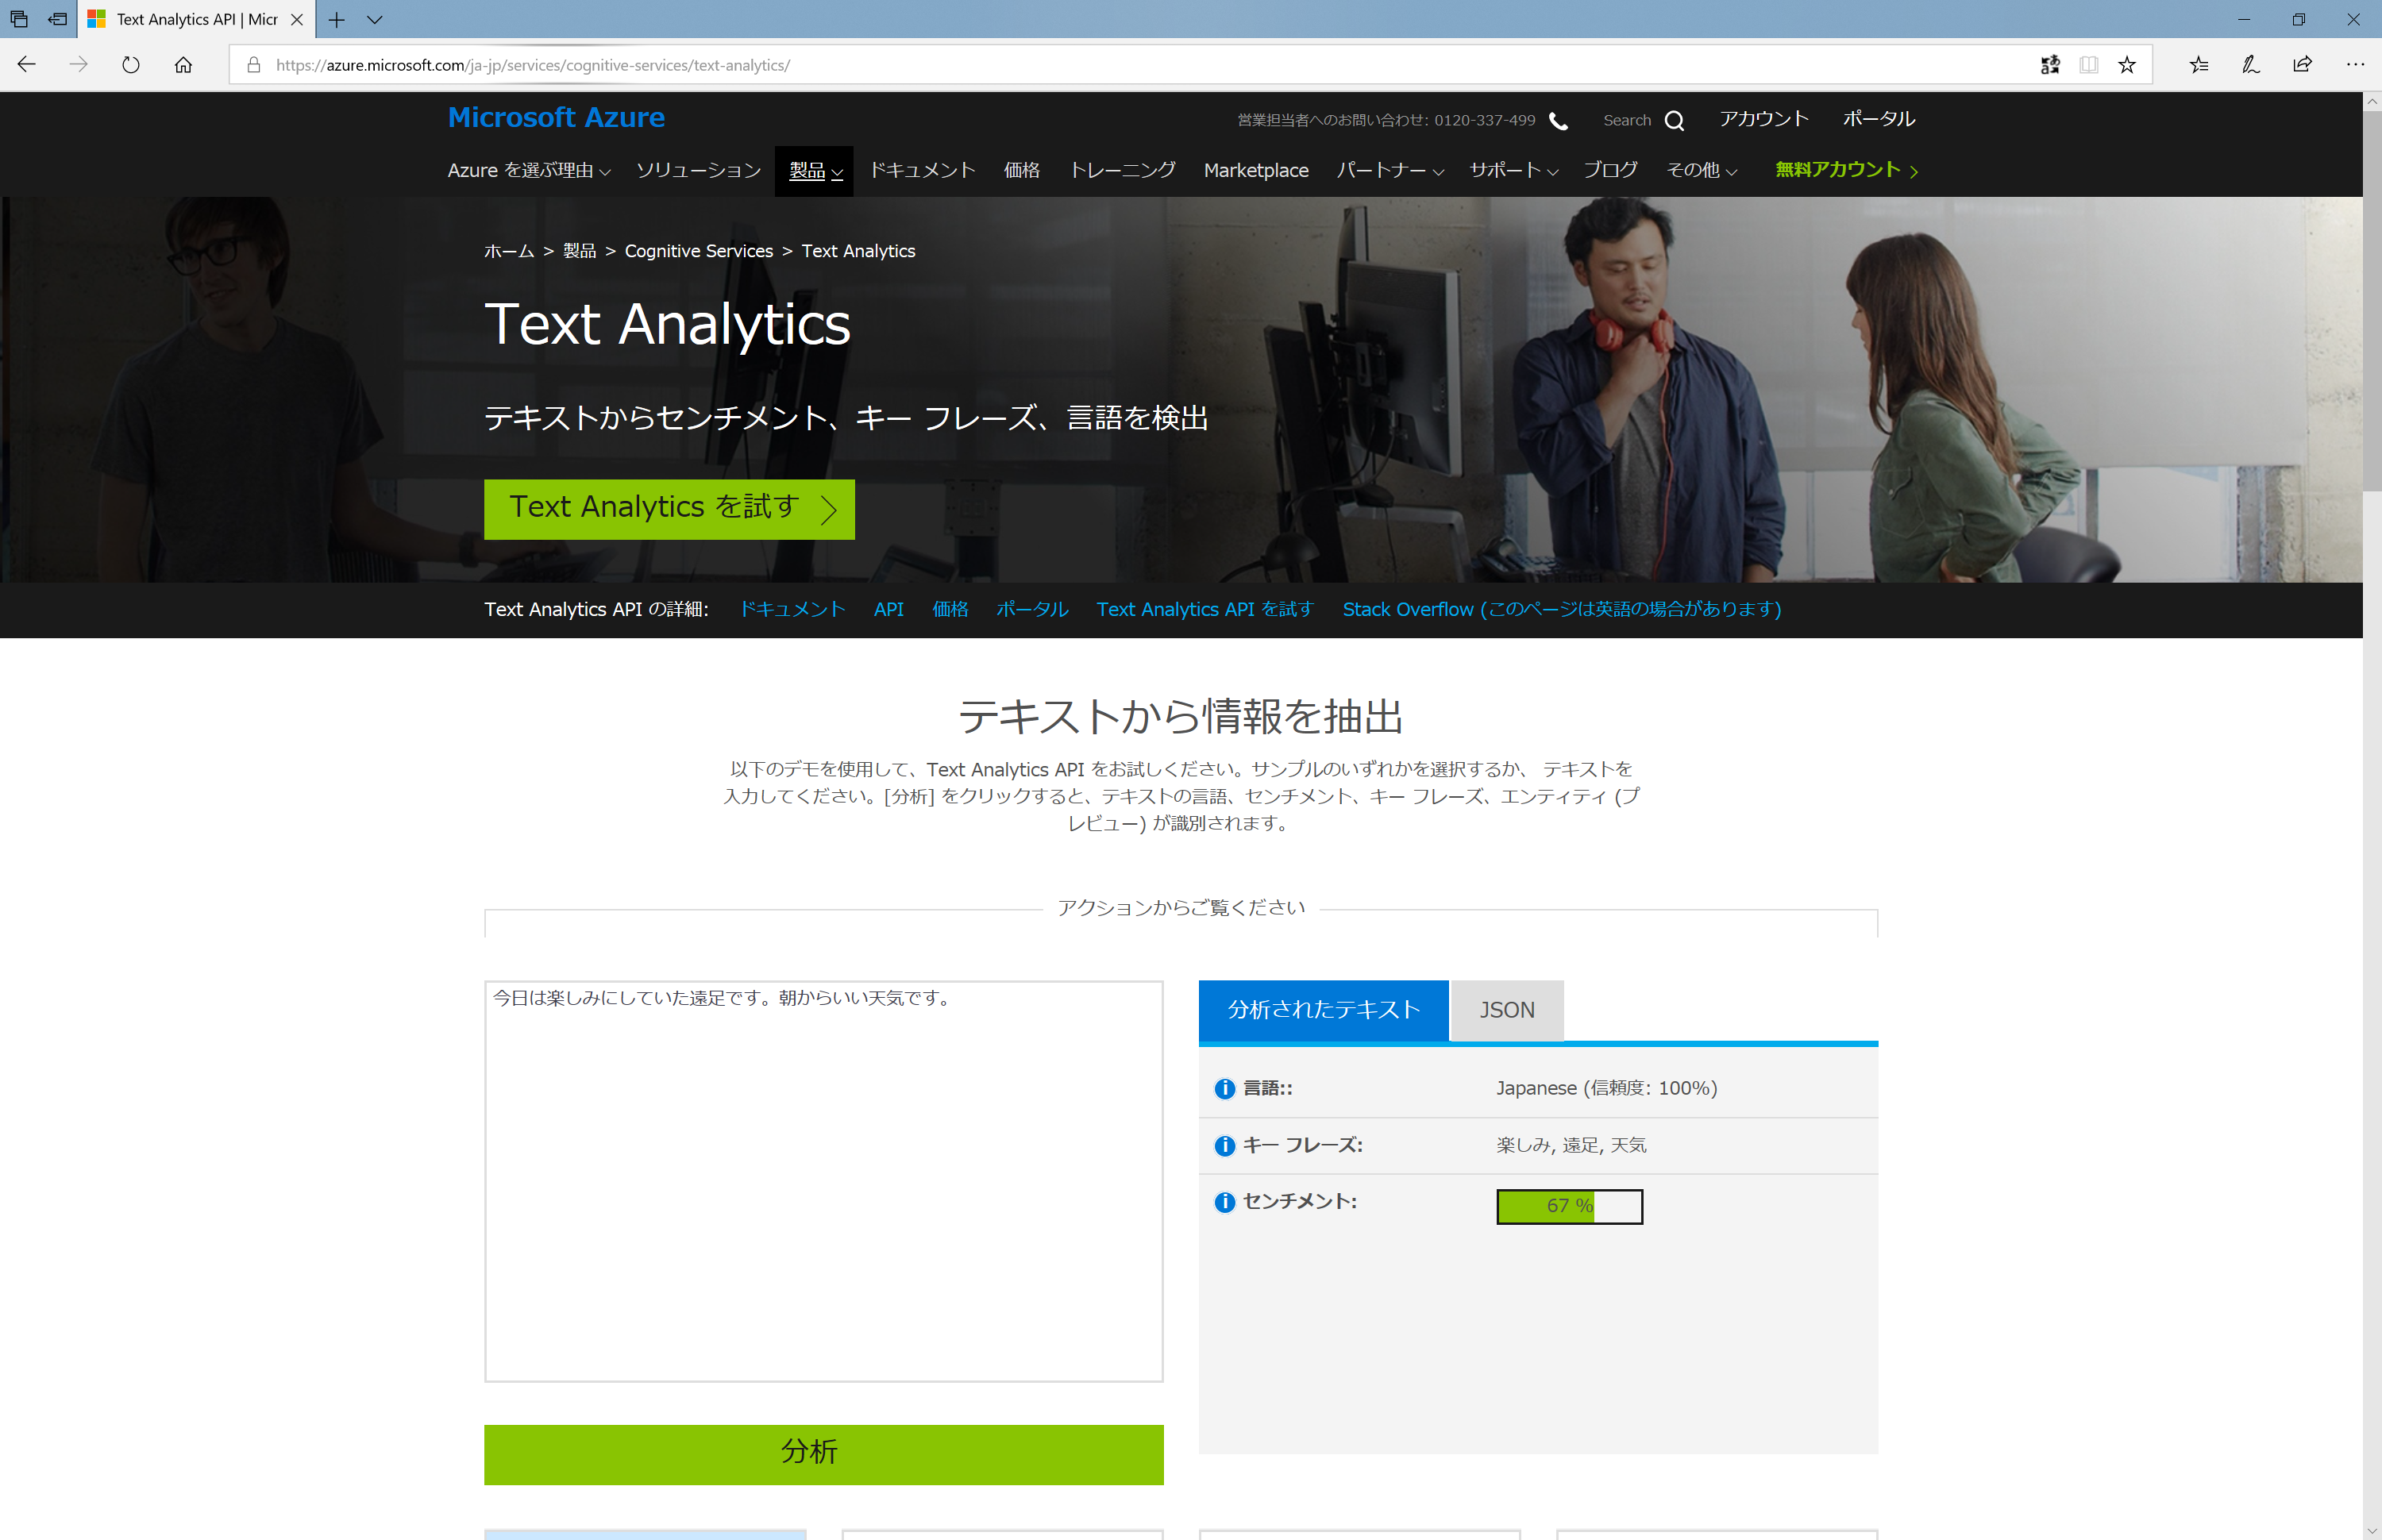 Text Analytics API | Micr
https://azure.microsoft.com/ja-jp/services/cognitive-services/text-analytics/
Microsoft Azure
営業担当者へのお問い合わせ: 0120-337-499 Search アカウント ポータル
Azure を選ぶ理由 ソリューション 製品 ドキュメント 価格 トレーニング Marketplace パートナー サポート ブログ その他 無料アカウント
ホーム > 製品 > Cognitive Services > Text Analytics
Text Analytics
テキストからセンチメント、キー フレーズ、言語を検出
Text Analytics を試す
Text Analytics API の詳細: ドキュメント API 価格 ポータル Text Analytics API を試す Stack Overflow (このページは英語の場合があります)
テキストから情報を抽出
以下のデモを使用して、Text Analytics API をお試しください。サンプルのいずれかを選択するか、 テキストを
入力してください。[分析] をクリックすると、テキストの言語、センチメント、キー フレーズ、エンティティ (プ
レビュー) が識別されます。
アクションからご覧ください
今日は楽しみにしていた遠足です。朝からいい天気です。
分析されたテキスト JSON
言語:: Japanese (信頼度: 100%)
キー フレーズ: 楽しみ, 遠足, 天気
センチメント: 67 %
分析